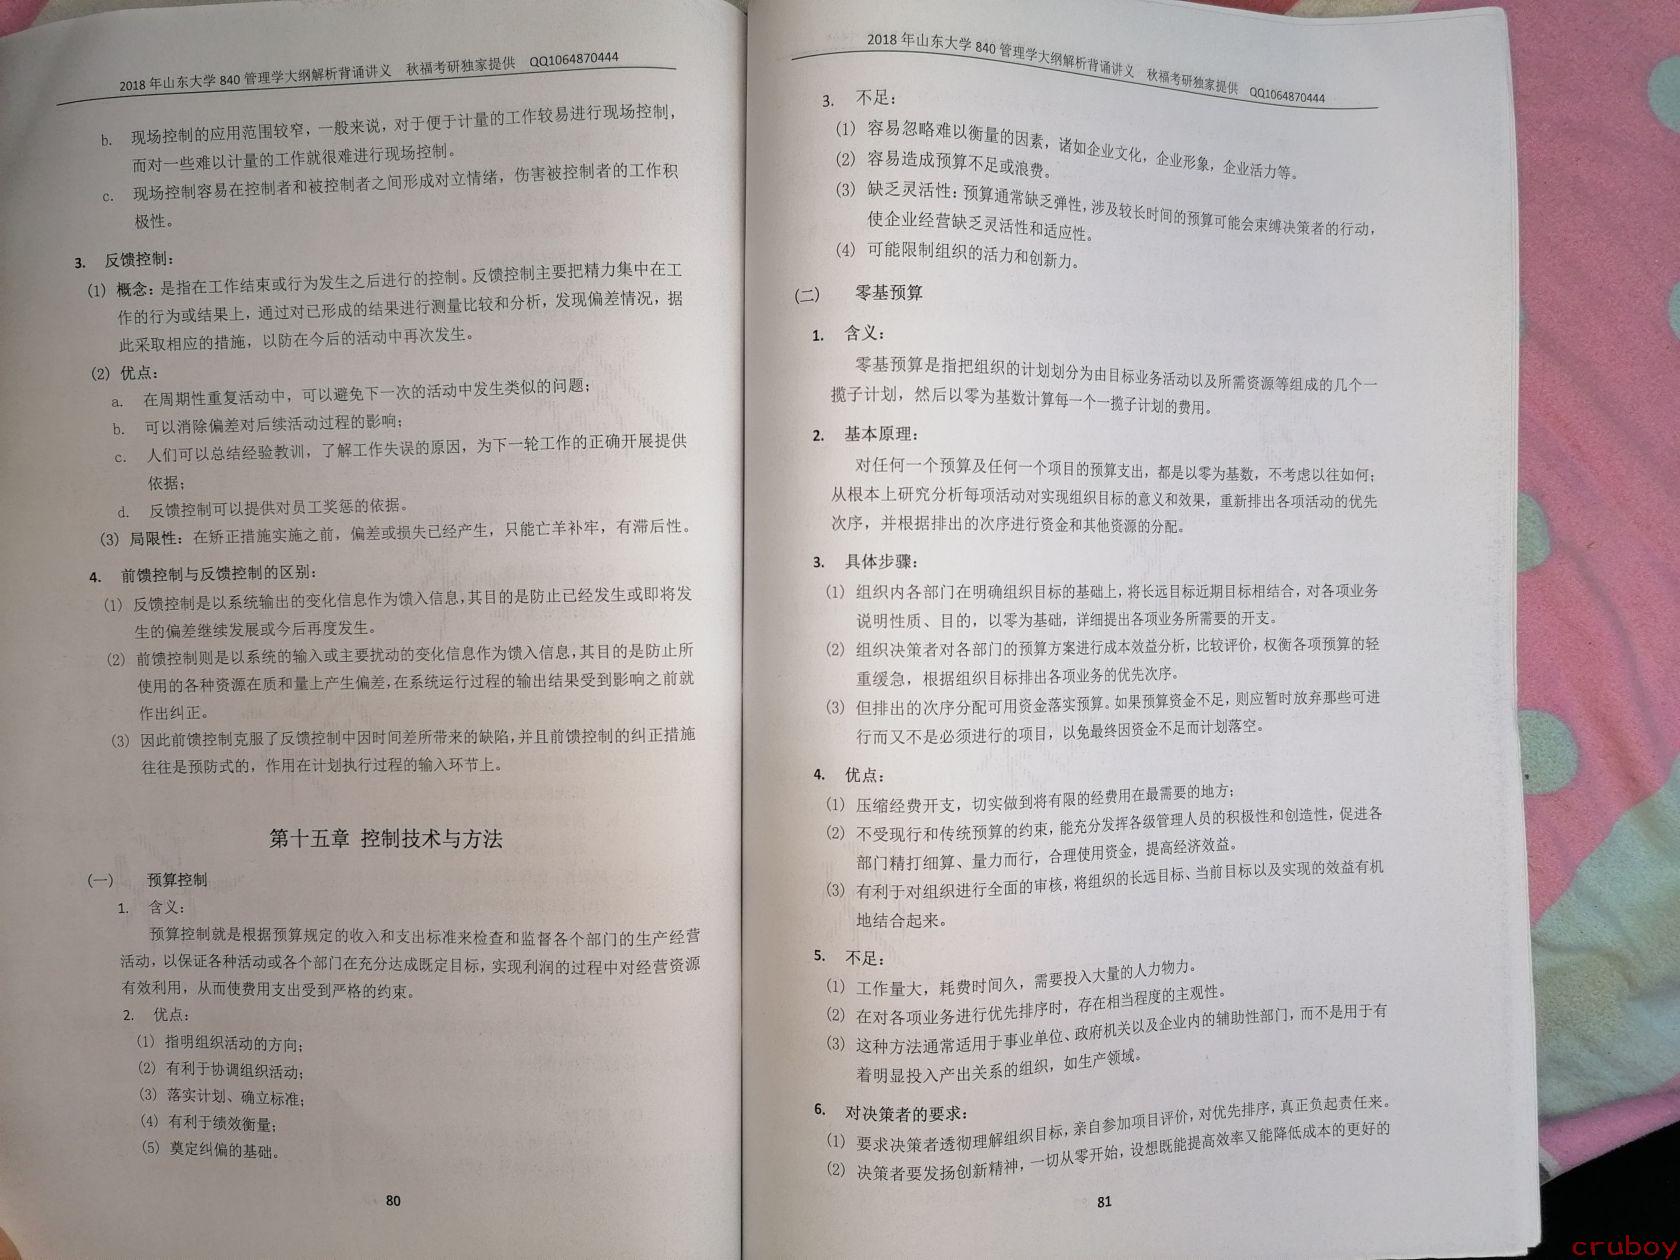 2018 年山东大学 840 管理学大纲解析背诵讲义 秋福考研独家提供 QQ1064870444
b. 现场控制的应用范围较窄，一般来说，对于便于计量的工作较易进行现场控制，
而对一些难以计量的工作就很难进行现场控制。
c. 现场控制容易在控制者和被控制者之间形成对立情绪，伤害被控制者的工作积
极性。
3. 反馈控制：
(1) 概念：是指在工作结束或行为发生之后进行的控制。反馈控制主要把精力集中在工
作的行为或结果上，通过对已形成的结果进行测量比较和分析，发现偏差情况，据
此采取相应的措施，以防在今后的活动中再次发生。
(2) 优点：
a. 在周期性重复活动中，可以避免下一次的活动中发生类似的问题；
b. 可以消除偏差对后续活动过程的影响；
c. 人们可以总结经验教训，了解工作失误的原因，为下一轮工作的正确开展提供
依据；
d. 反馈控制可以提供对员工奖惩的依据。
(3) 局限性：在矫正措施实施之前，偏差或损失已经产生，只能亡羊补牢，有滞后性。
4. 前馈控制与反馈控制的区别：
(1) 反馈控制是以系统输出的变化信息作为馈入信息，其目的是防止已经发生或即将发
生的偏差继续发展或今后再度发生。
(2) 前馈控制则是以系统的输入或主要扰动的变化信息作为馈入信息，其目的是防止所
使用的各种资源在质和量上产生偏差，在系统运行过程的输出结果受到影响之前就
作出纠正。
(3) 因此前馈控制克服了反馈控制中因时间差所带来的缺陷，并且前馈控制的纠正措施
往往是预防式的，作用在计划执行过程的输入环节上。
第十五章 控制技术与方法
(一) 预算控制
1. 含义：
预算控制就是根据预算规定的收入和支出标准来检查和监督各个部门的生产经营
活动，以保证各种活动或各个部门在充分达成既定目标，实现利润的过程中对经营资源
有效利用，从而使费用支出受到严格的约束。
2. 优点：
(1) 指明组织活动的方向；
(2) 有利于协调组织活动；
(3) 落实计划、确立标准；
(4) 有利于绩效衡量；
(5) 奠定纠偏的基础。
80
2018 年山东大学 840 管理学大纲解析背诵讲义 秋福考研独家提供 QQ1064870444
3. 不足：
(1) 容易忽略难以衡量的因素，诸如企业文化，企业形象，企业活力等。
(2) 容易造成预算不足或浪费。
(3) 缺乏灵活性：预算通常缺乏弹性，涉及较长时间的预算可能会束缚决策者的行动，
使企业经营缺乏灵活性和适应性。
(4) 可能限制组织的活力和创新力。
(二) 零基预算
1. 含义：
零基预算是指把组织的计划划分为由目标业务活动以及所需资源等组成的几个一
揽子计划，然后以零为基数计算每一个一揽子计划的费用。
2. 基本原理：
对任何一个预算及任何一个项目的预算支出，都是以零为基数，不考虑以往如何；
从根本上研究分析每项活动对实现组织目标的意义和效果，重新排出各项活动的优先
次序，并根据排出的次序进行资金和其他资源的分配。
3. 具体步骤：
(1) 组织内各部门在明确组织目标的基础上，将长远目标近期目标相结合，对各项业务
说明性质、目的，以零为基础，详细提出各项业务所需要的开支。
(2) 组织决策者对各部门的预算方案进行成本效益分析，比较评价，权衡各项预算的轻
重缓急，根据组织目标排出各项业务的优先次序。
(3) 但排出的次序分配可用资金落实预算。如果预算资金不足，则应暂时放弃那些可进
行而又不是必须进行的项目，以免最终因资金不足而计划落空。
4. 优点：
(1) 压缩经费开支，切实做到将有限的经费用在最需要的地方；
(2) 不受现行和传统预算的约束，能充分发挥各级管理人员的积极性和创造性，促进各
部门精打细算、量力而行，合理使用资金，提高经济效益。
(3) 有利于对组织进行全面的审核，将组织的长远目标、当前目标以及实现的效益有机
地结合起来。
5. 不足：
(1) 工作量大，耗费时间久，需要投入大量的人力物力。
(2) 在对各项业务进行优先排序时，存在相当程度的主观性。
(3) 这种方法通常适用于事业单位、政府机关以及企业内的辅助性部门，而不是用于有
着明显投入产出关系的组织，如生产领域。
6. 对决策者的要求：
(1) 要求决策者透彻理解组织目标，亲自参加项目评价，对优先排序，真正负起责任来。
(2) 决策者要发扬创新精神，一切从零开始，设想既能提高效率又能降低成本的更好的
81
cruboy